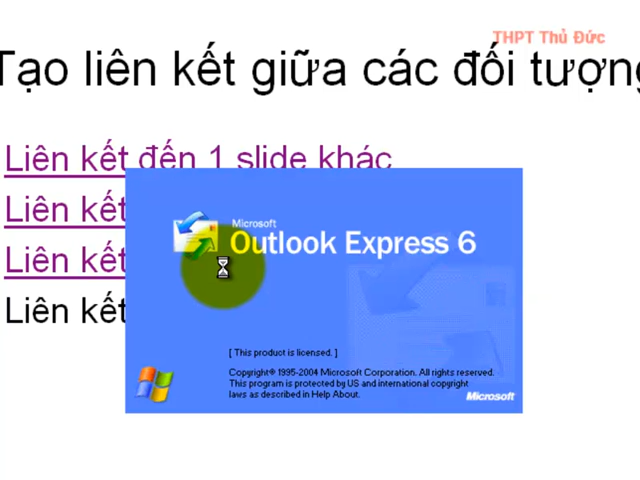 THPT Thủ Đức
Tạo liên kết giữa các đối tượng
Liên kết đến 1 slide khác
Liên kết
Liên kết
Liên kết
Microsoft
Outlook Express 6
[ This product is licensed. ]
Copyright© 1995-2004 Microsoft Corporation. All rights reserved.
This program is protected by US and international copyright
laws as described in Help About.
Microsoft